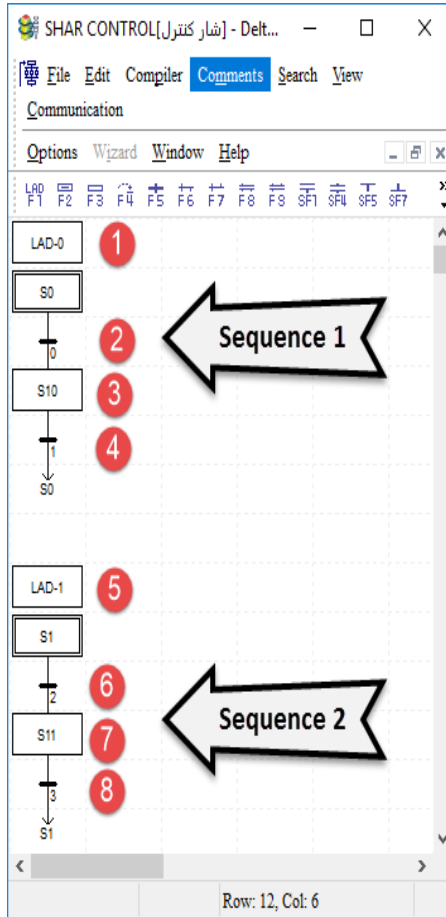 SHAR CONTROL[شار کنترل] - Delt...
File Edit Compiler Comments Search View
Communication
Options Wizard Window Help
LAD F1 F2 F3 F4 F5 F6 F7 F8 F9 SF1 SF4 SF5 SF7
LAD-0 1
S0
Sequence 1
0 2
S10 3
1 4
S0
LAD-1 5
S1
2 6
Sequence 2
S11 7
3 8
S1
Row: 12, Col: 6